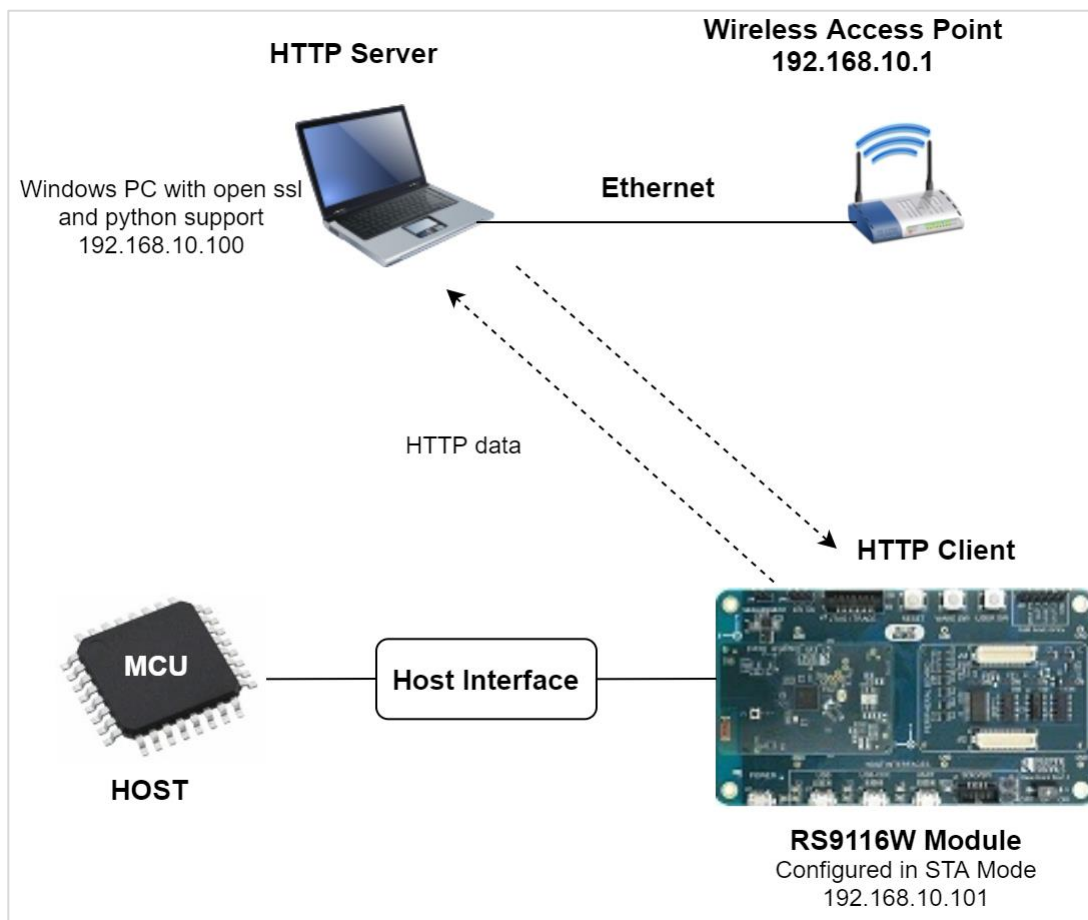 HTTP Server
Wireless Access Point
192.168.10.1
Windows PC with open ssl
and python support
192.168.10.100
Ethernet
HTTP data
HTTP Client
MCU
Host Interface
HOST
RESET
POWER
RS9116W Module
Configured in STA Mode
192.168.10.101